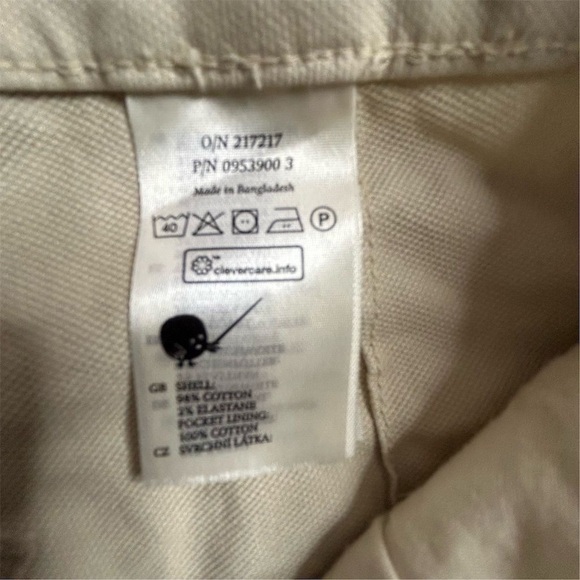 O/N 217217
P/N 0953900 3
Made in Bangladesh
40 P
clevercare.info
GB SHELL:
98% COTTON
2% ELASTANE
POCKET LINING:
100% COTTON
CZ SVRCHNÍ LÁTKA: